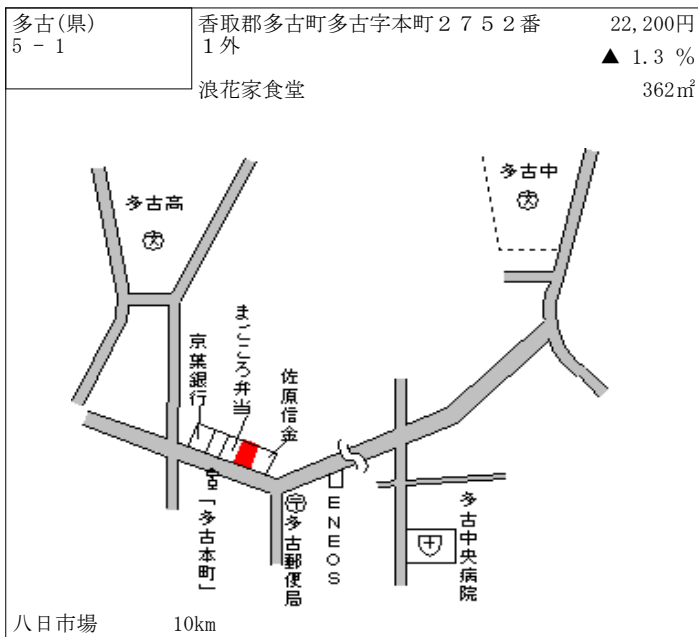 多古(県)
5 - 1
香取郡多古町多古字本町２７５２番
１外
22,200円
▲ 1.3 %
浪花家食堂
362㎡
多古高
文
多古中
文
京葉銀行
まごころ弁当
佐原信金
「多古本町」
〒
多古郵便局
ENEOS
多古中央病院
八日市場
10km